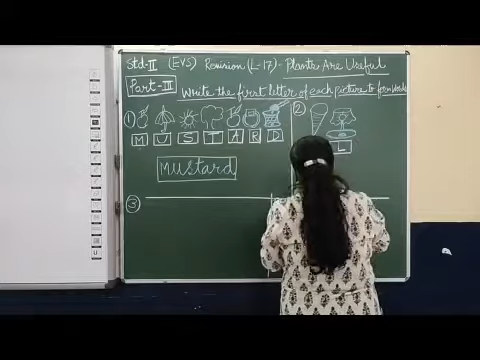 Std-II (EVS) Revision (L-17) - Plants Are Useful
Part-III Write the first letter of each picture to form words
1 2
M U S T A R D L
Mustard
3